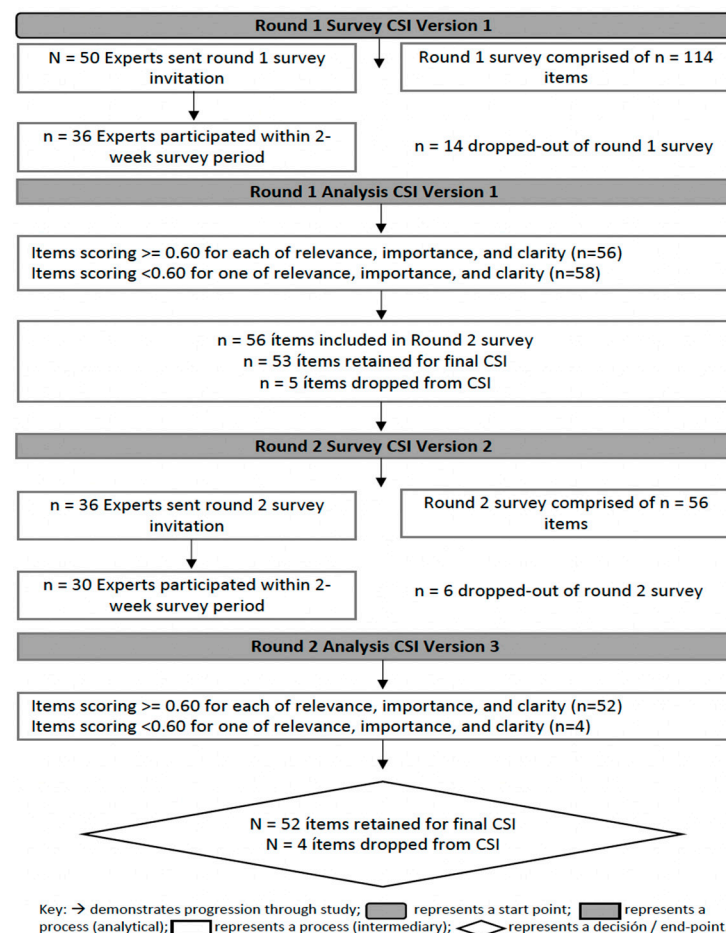 Round 1 Survey CSI Version 1
N = 50 Experts sent round 1 survey
invitation
Round 1 survey comprised of n = 114
items
n = 36 Experts participated within 2-
week survey period
n = 14 dropped-out of round 1 survey
Round 1 Analysis CSI Version 1
Items scoring >= 0.60 for each of relevance, importance, and clarity (n=56)
Items scoring <0.60 for one of relevance, importance, and clarity (n=58)
n = 56 ítems included in Round 2 survey
n = 53 ítems retained for final CSI
n = 5 ítems dropped from CSI
Round 2 Survey CSI Version 2
n = 36 Experts sent round 2 survey
invitation
Round 2 survey comprised of n = 56
items
n = 30 Experts participated within 2-
week survey period
n = 6 dropped-out of round 2 survey
Round 2 Analysis CSI Version 3
Items scoring >= 0.60 for each of relevance, importance, and clarity (n=52)
Items scoring <0.60 for one of relevance, importance, and clarity (n=4)
N = 52 ítems retained for final CSI
N = 4 ítems dropped from CSI
Key: → demonstrates progression through study; represents a start point; represents a
process (analytical); represents a process (intermediary); represents a decisión / end-point